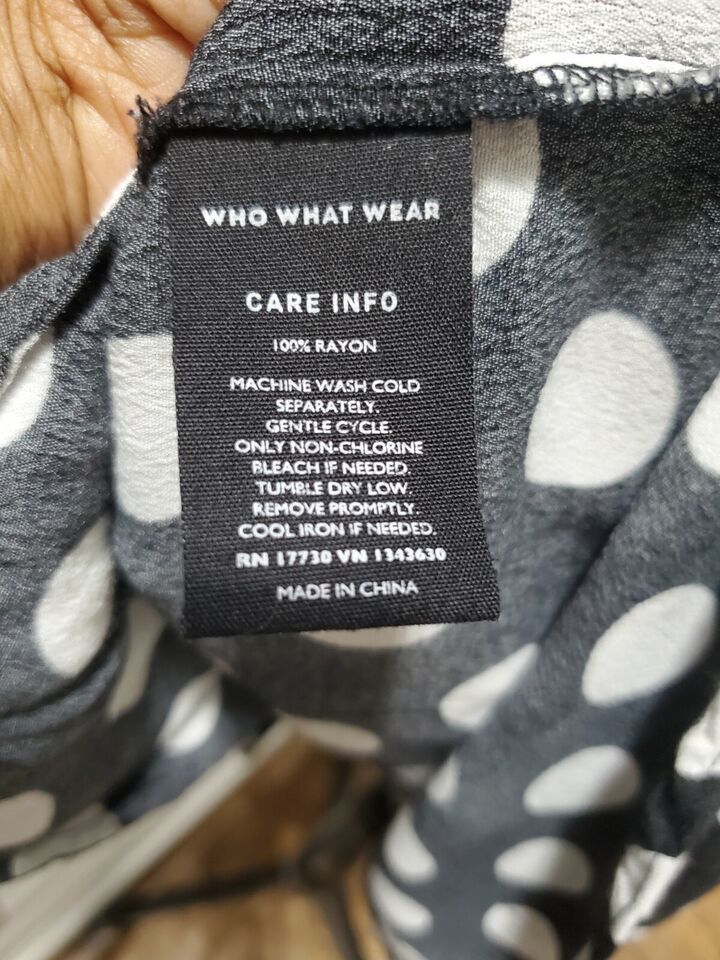 WHO WHAT WEAR
CARE INFO
100% RAYON
MACHINE WASH COLD
SEPARATELY.
GENTLE CYCLE.
ONLY NON-CHLORINE
BLEACH IF NEEDED.
TUMBLE DRY LOW.
REMOVE PROMPTLY.
COOL IRON IF NEEDED.
RN 17730 VN 1343630
MADE IN CHINA